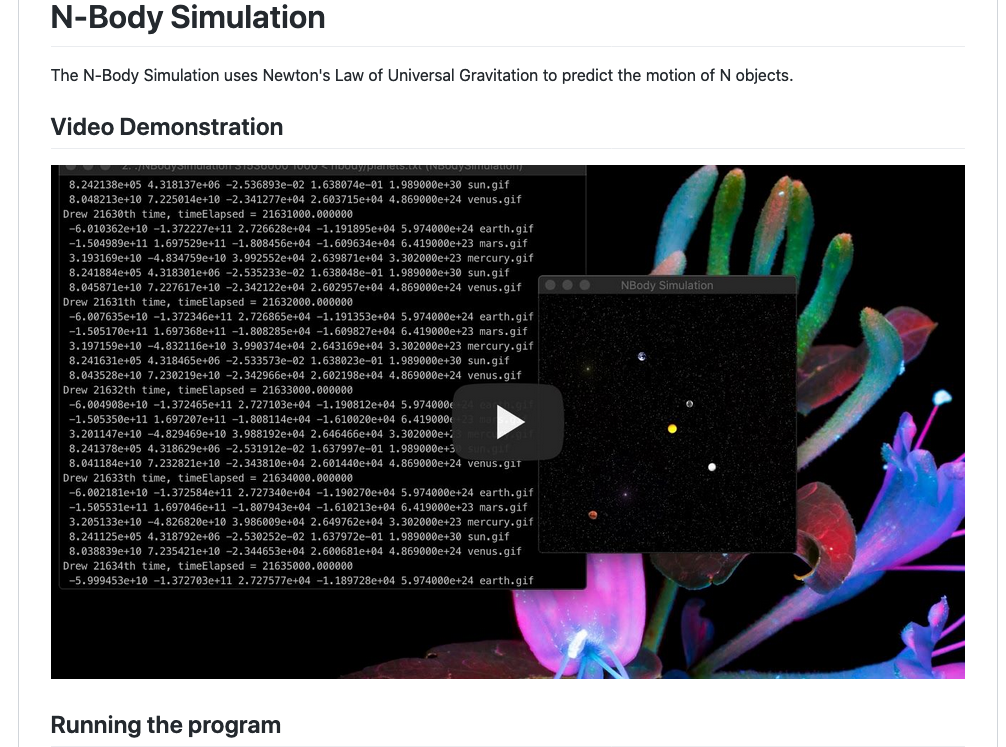 N-Body Simulation
The N-Body Simulation uses Newton's Law of Universal Gravitation to predict the motion of N objects.
Video Demonstration
2. ./NBodySimulation 31536000 1000 < nbody/planets.txt (NBodySimulation)
8.242138e+05 4.318137e+06 -2.536893e-02 1.638074e-01 1.989000e+30 sun.gif
8.048213e+10 7.225014e+10 -2.341277e+04 2.603715e+04 4.869000e+24 venus.gif
Drew 21630th time, timeElapsed = 21631000.000000
-6.010362e+10 -1.372227e+11 2.726628e+04 -1.191895e+04 5.974000e+24 earth.gif
-1.504989e+11 1.697529e+11 -1.808456e+04 -1.609634e+04 6.419000e+23 mars.gif
3.193169e+10 -4.834759e+10 3.992552e+04 2.639871e+04 3.302000e+23 mercury.gif
8.241884e+05 4.318301e+06 -2.535233e-02 1.638048e-01 1.989000e+30 sun.gif
8.045871e+10 7.227617e+10 -2.342122e+04 2.602957e+04 4.869000e+24 venus.gif
Drew 21631th time, timeElapsed = 21632000.000000
-6.007635e+10 -1.372346e+11 2.726865e+04 -1.191353e+04 5.974000e+24 earth.gif
-1.505170e+11 1.697368e+11 -1.808285e+04 -1.609827e+04 6.419000e+23 mars.gif
3.197159e+10 -4.832116e+10 3.990374e+04 2.643169e+04 3.302000e+23 mercury.gif
8.241631e+05 4.318465e+06 -2.533573e-02 1.638023e-01 1.989000e+30 sun.gif
8.043528e+10 7.230219e+10 -2.342966e+04 2.602198e+04 4.869000e+24 venus.gif
Drew 21632th time, timeElapsed = 21633000.000000
-6.004908e+10 -1.372465e+11 2.727103e+04 -1.190812e+04 5.974000e+24 earth.gif
-1.505350e+11 1.697207e+11 -1.808114e+04 -1.610020e+04 6.419000e+23
3.201147e+10 -4.829469e+10 3.988192e+04 2.646466e+04 3.302000e+23 mercury.gif
8.241378e+05 4.318629e+06 -2.531912e-02 1.637997e-01 1.989000e+30 sun.gif
8.041184e+10 7.232821e+10 -2.343810e+04 2.601440e+04 4.869000e+24 venus.gif
Drew 21633th time, timeElapsed = 21634000.000000
-6.002181e+10 -1.372584e+11 2.727340e+04 -1.190270e+04 5.974000e+24 earth.gif
-1.505531e+11 1.697046e+11 -1.807943e+04 -1.610213e+04 6.419000e+23 mars.gif
3.205133e+10 -4.826820e+10 3.986009e+04 2.649762e+04 3.302000e+23 mercury.gif
8.241125e+05 4.318792e+06 -2.530252e-02 1.637972e-01 1.989000e+30 sun.gif
8.038839e+10 7.235421e+10 -2.344653e+04 2.600681e+04 4.869000e+24 venus.gif
Drew 21634th time, timeElapsed = 21635000.000000
-5.999453e+10 -1.372703e+11 2.727577e+04 -1.189728e+04 5.974000e+24 earth.gif
NBody Simulation
Running the program